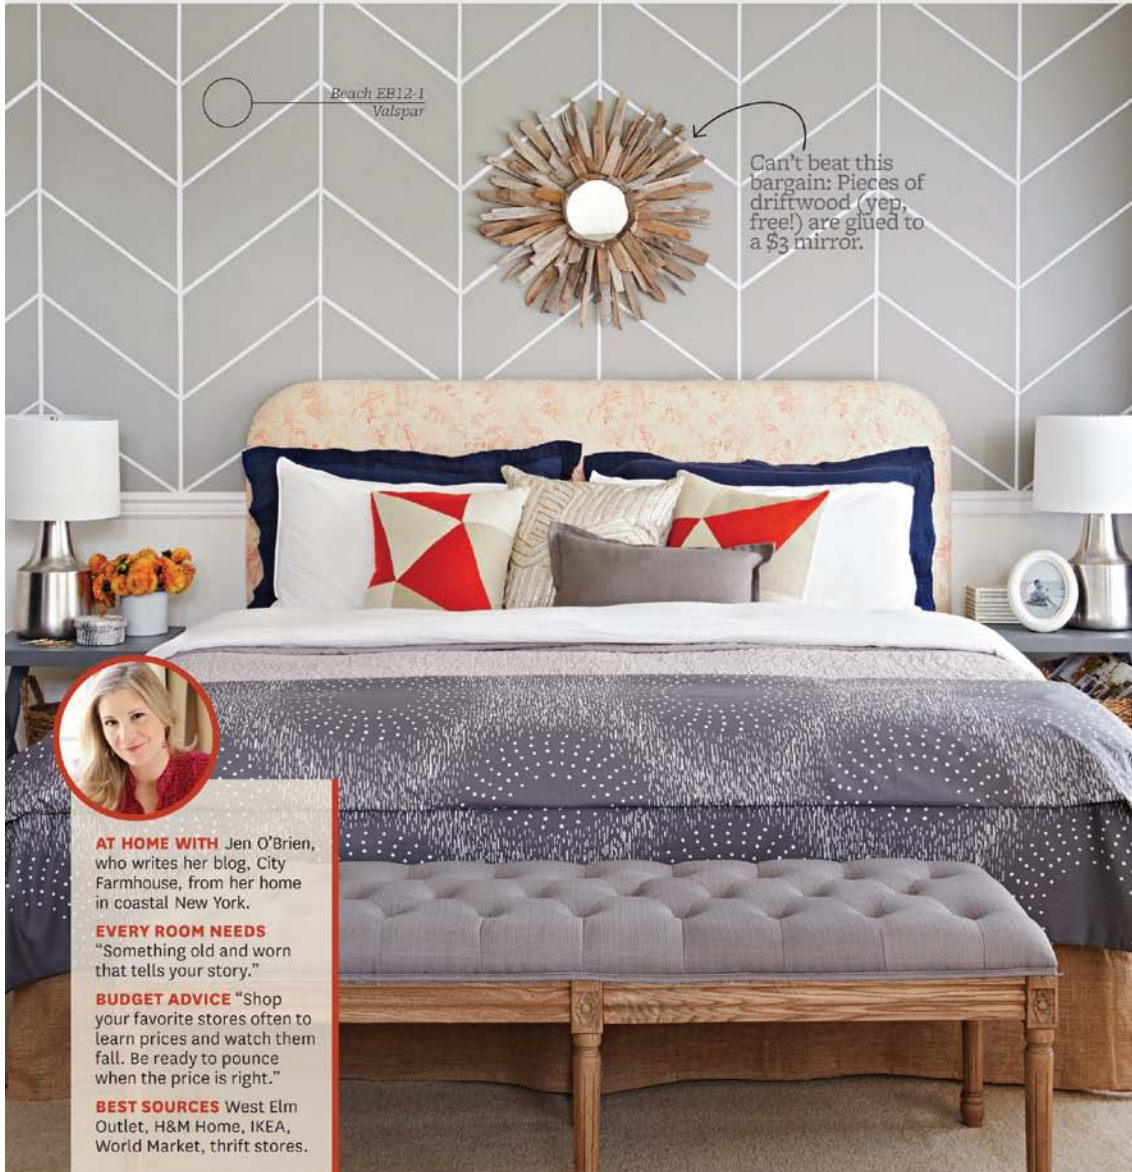 Beach EB12-1
Valspar
Can't beat this
bargain: Pieces of
driftwood (yep,
free!) are glued to
a $3 mirror.
AT HOME WITH Jen O'Brien,
who writes her blog, City
Farmhouse, from her home
in coastal New York.
EVERY ROOM NEEDS
“Something old and worn
that tells your story.”
BUDGET ADVICE “Shop
your favorite stores often to
learn prices and watch them
fall. Be ready to pounce
when the price is right.”
BEST SOURCES West Elm
Outlet, H&M Home, IKEA,
World Market, thrift stores.